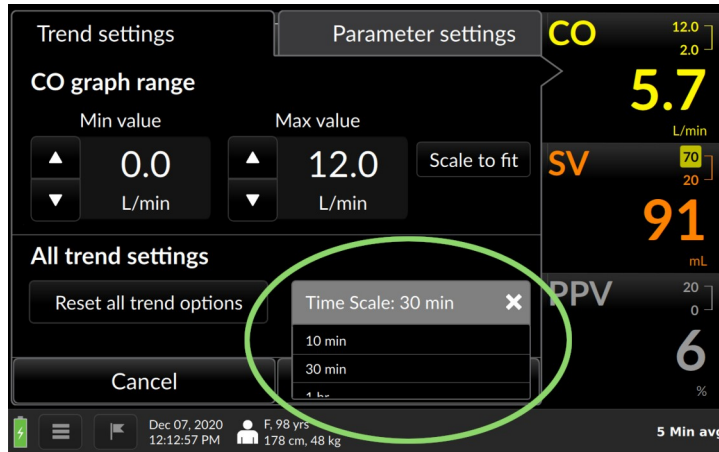 Trend settings
Parameter settings
CO graph range
Min value
Max value
0.0
L/min
12.0
L/min
Scale to fit
All trend settings
Reset all trend options
Time Scale: 30 min
10 min
30 min
1 hr
Cancel
CO
12.0
2.0
5.7
L/min
SV
70
20
91
mL
PPV
20
0
6
%
Dec 07, 2020
12:12:57 PM
F, 98 yrs
178 cm, 48 kg
5 Min avg